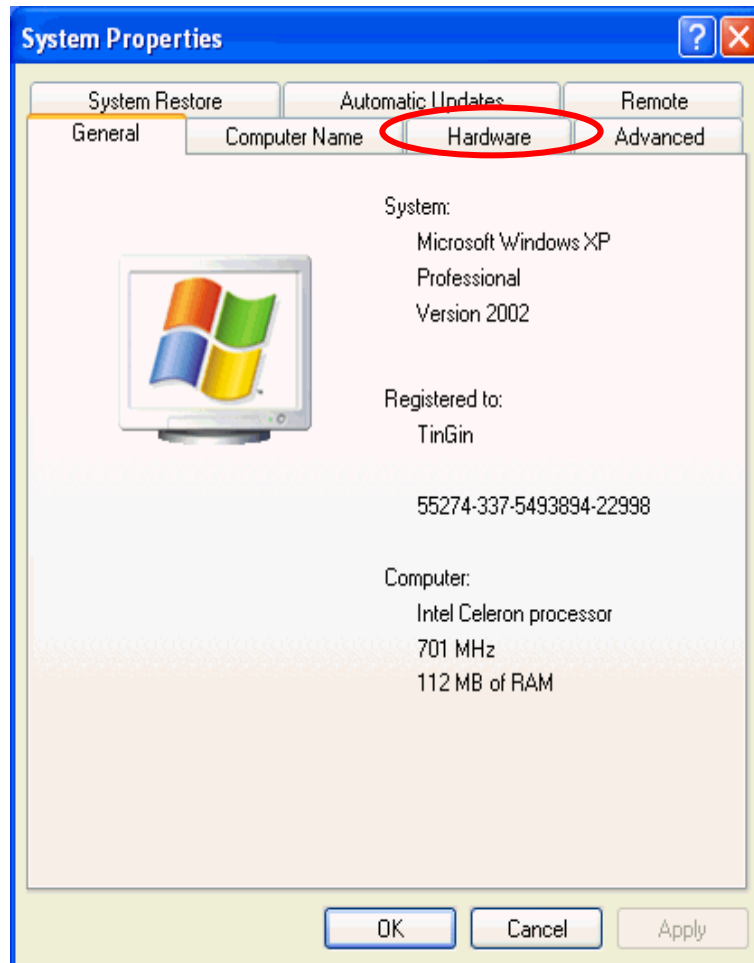 System Properties
System Restore Automatic Updates Remote
General Computer Name Hardware Advanced
System:
Microsoft Windows XP
Professional
Version 2002
Registered to:
TinGin
55274-337-5493894-22998
Computer:
Intel Celeron processor
701 MHz
112 MB of RAM
OK Cancel Apply